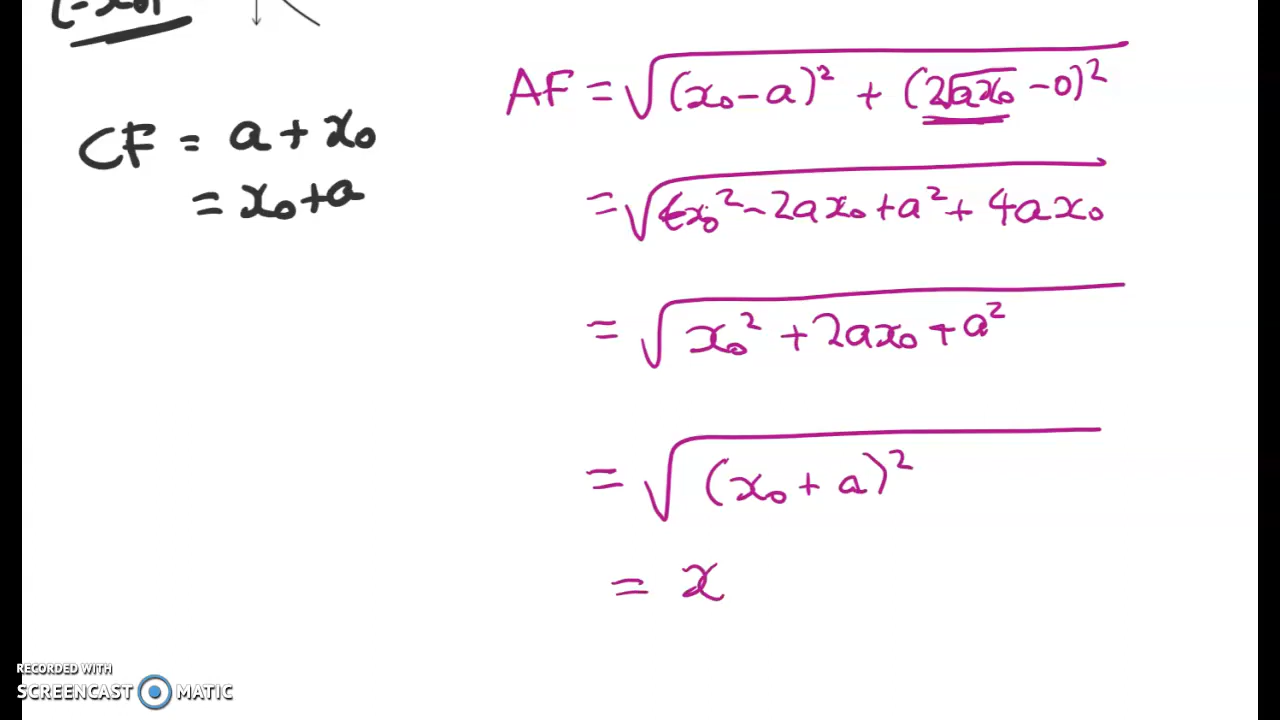 (-x₀)
CF = a + x₀
= x₀ + a
AF = √((x₀ - a)² + (2√ax₀ - 0)²)
= √(x₀² - 2ax₀ + a² + 4ax₀)
= √(x₀² + 2ax₀ + a²)
= √((x₀ + a)²)
= x
RECORDED WITH
SCREENCAST MATIC